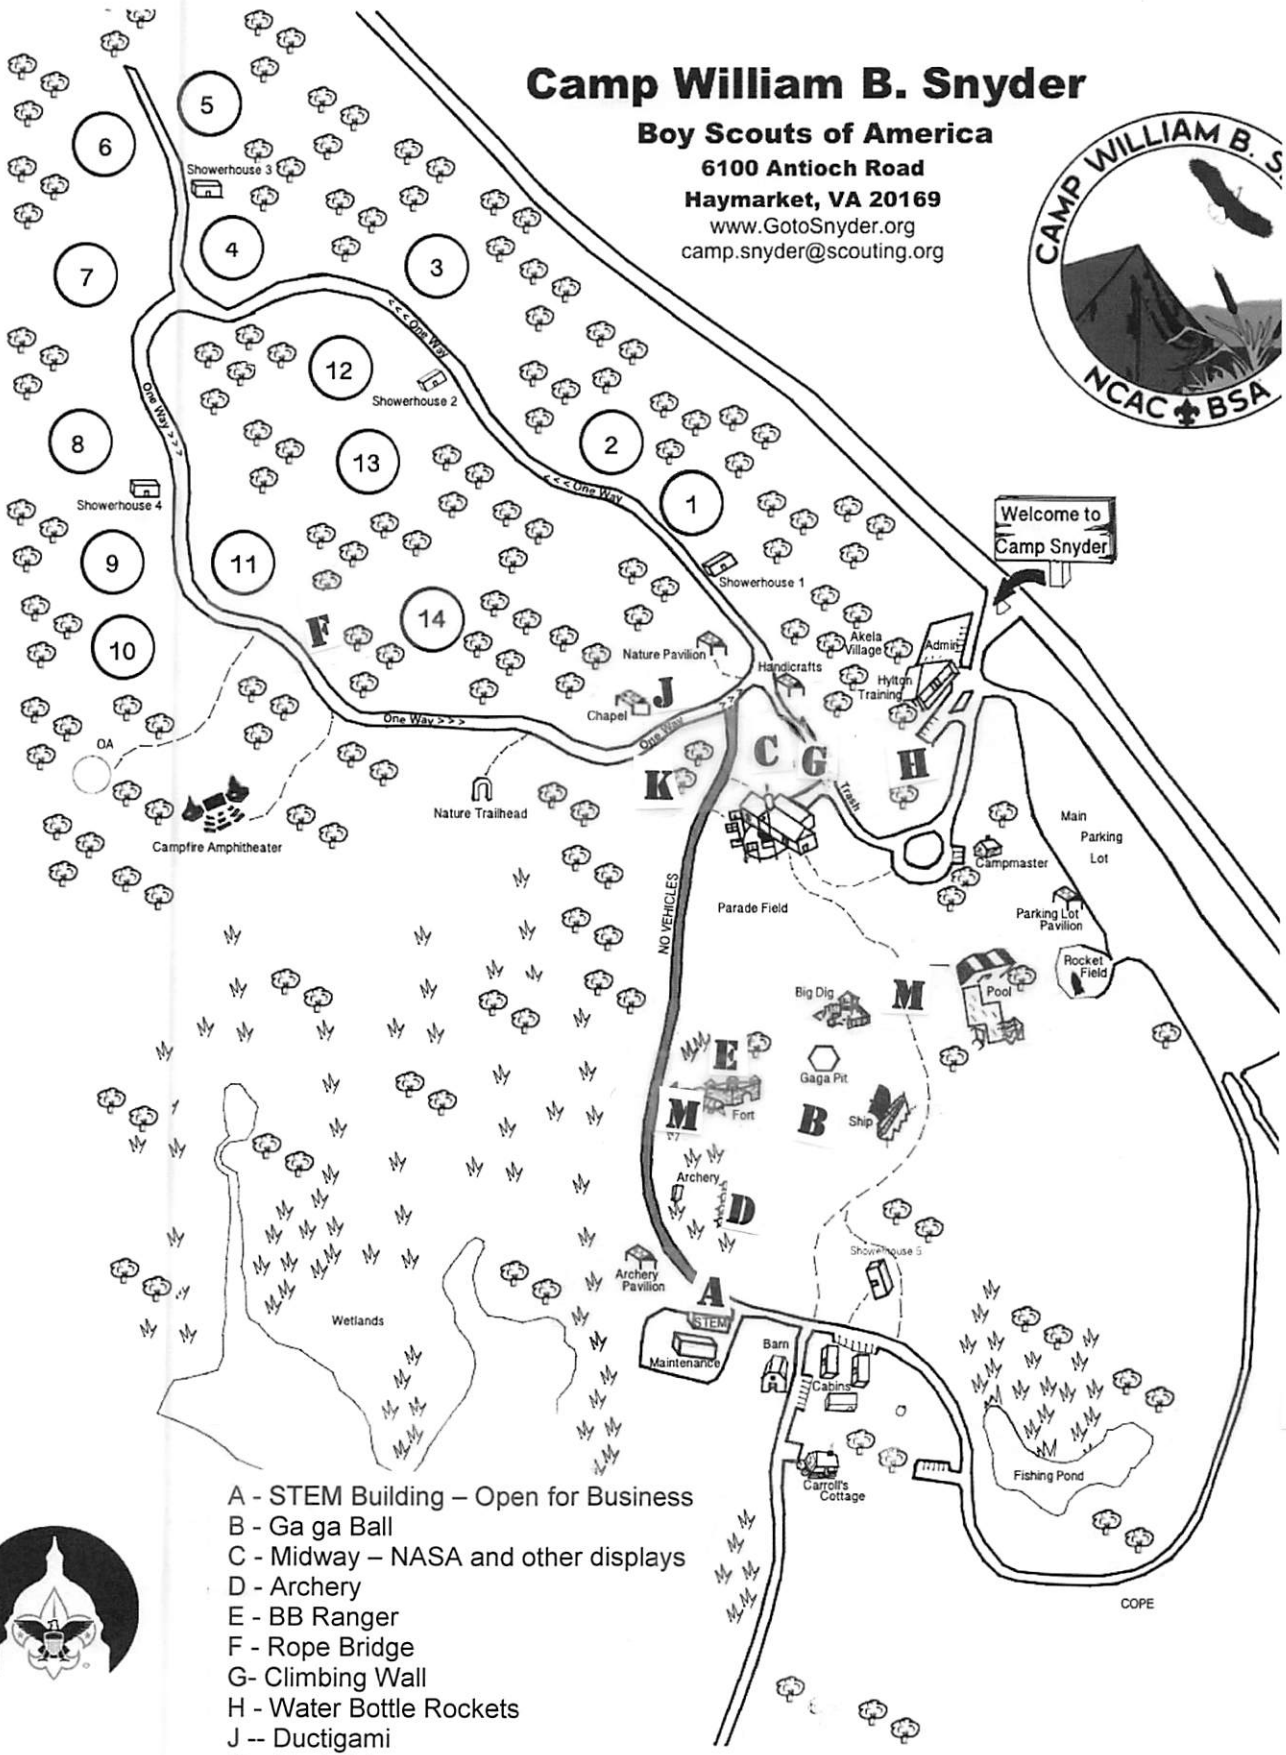 Camp William B. Snyder
Boy Scouts of America
6100 Antioch Road
Haymarket, VA 20169
www.GotoSnyder.org
camp.snyder@scouting.org
CAMP WILLIAM B. S
NCAC BSA
5
6
Showerhouse 3
4
7
3
<<< One Way
12
Showerhouse 2
One Way >>>
8
2
13
<<< One Way
1
Showerhouse 4
Welcome to
Camp Snyder
9
11
Showerhouse 1
14
F
10
Akela
Village
Admin
Nature Pavilion
Handicrafts
Hylton
Training
J
Chapel
One Way >>>
One Way >>
OA
C
G
H
K
Trash
Nature Trailhead
Main
Parking
Lot
Campfire Amphitheater
Campmaster
NO VEHICLES
Parade Field
Parking Lot
Pavilion
Rocket
Field
Big Dig
M
Pool
E
Gaga Pit
M
Fort
B
Ship
Archery
D
Showerhouse 5
Archery
Pavilion
A
STEM
Wetlands
Maintenance
Barn
Cabins
Carroll's
Cottage
Fishing Pond
COPE
A - STEM Building – Open for Business
B - Ga ga Ball
C - Midway – NASA and other displays
D - Archery
E - BB Ranger
F - Rope Bridge
G- Climbing Wall
H - Water Bottle Rockets
J -- Ductigami